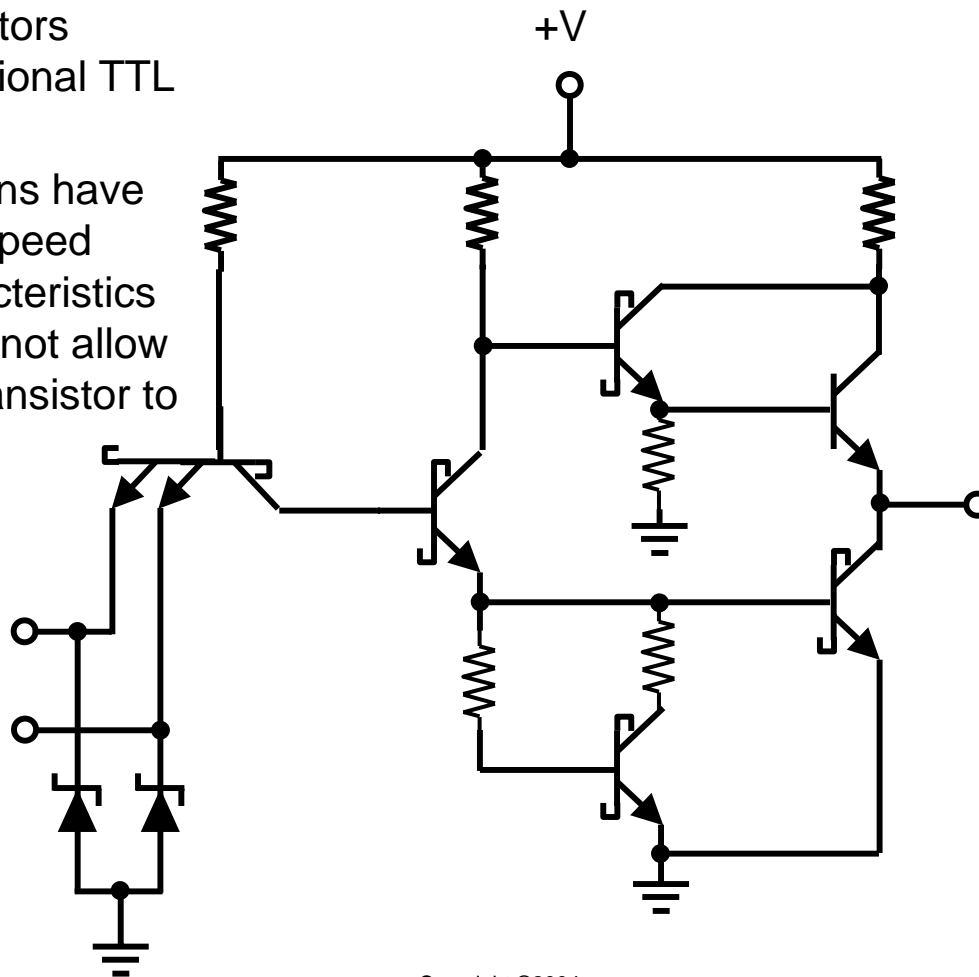 tors
+V
ional TTL
ns have
peed
cteristics
not allow
ansistor to